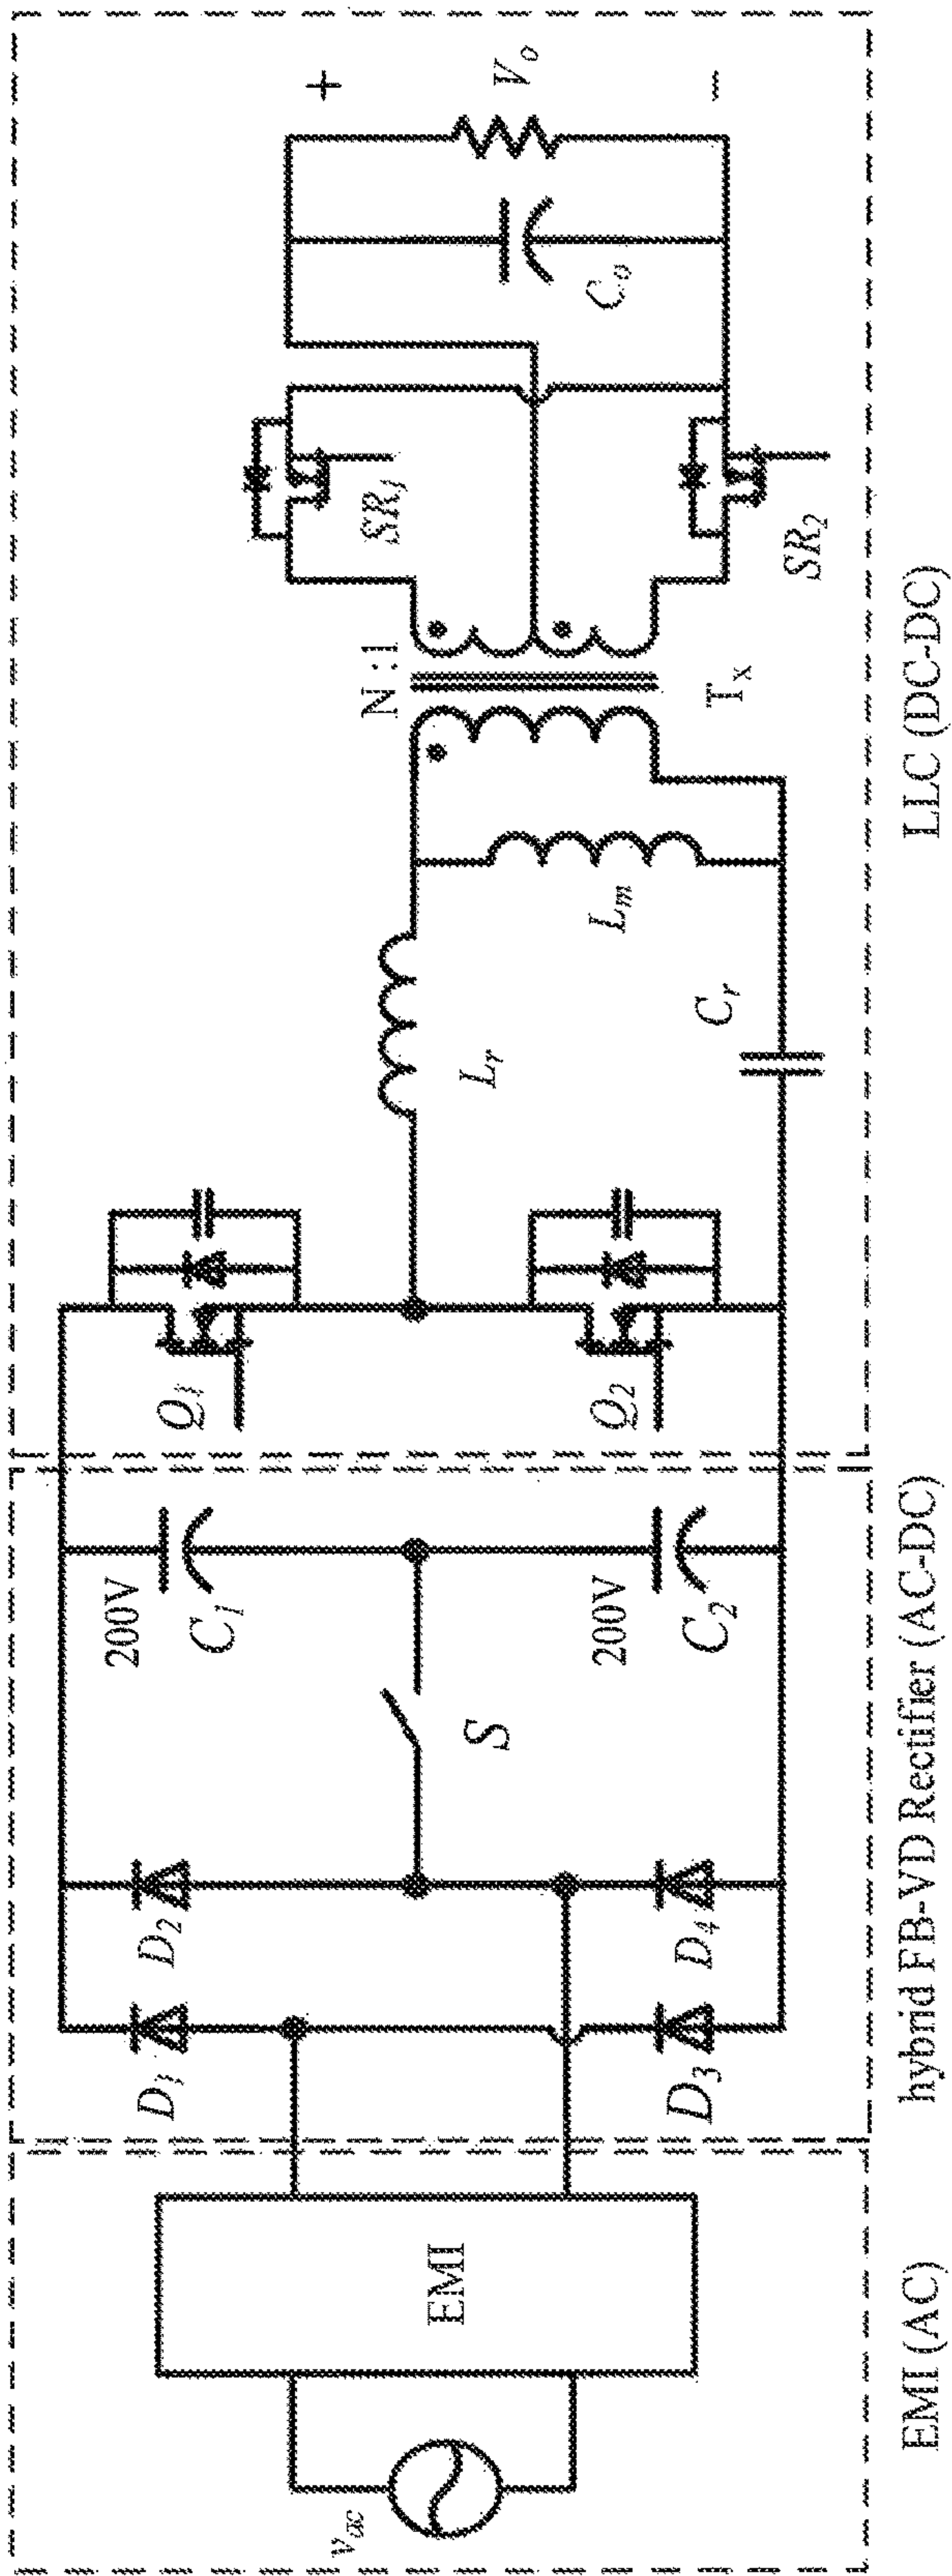 v_ac
EMI
EMI (AC)
D_1
D_2
D_3
D_4
S
200V
C_1
200V
C_2
hybrid FB-VD Rectifier (AC-DC)
Q_1
Q_2
L_r
C_r
L_m
N:1
T_x
SR_1
SR_2
C_o
+
V_o
−
LLC (DC-DC)